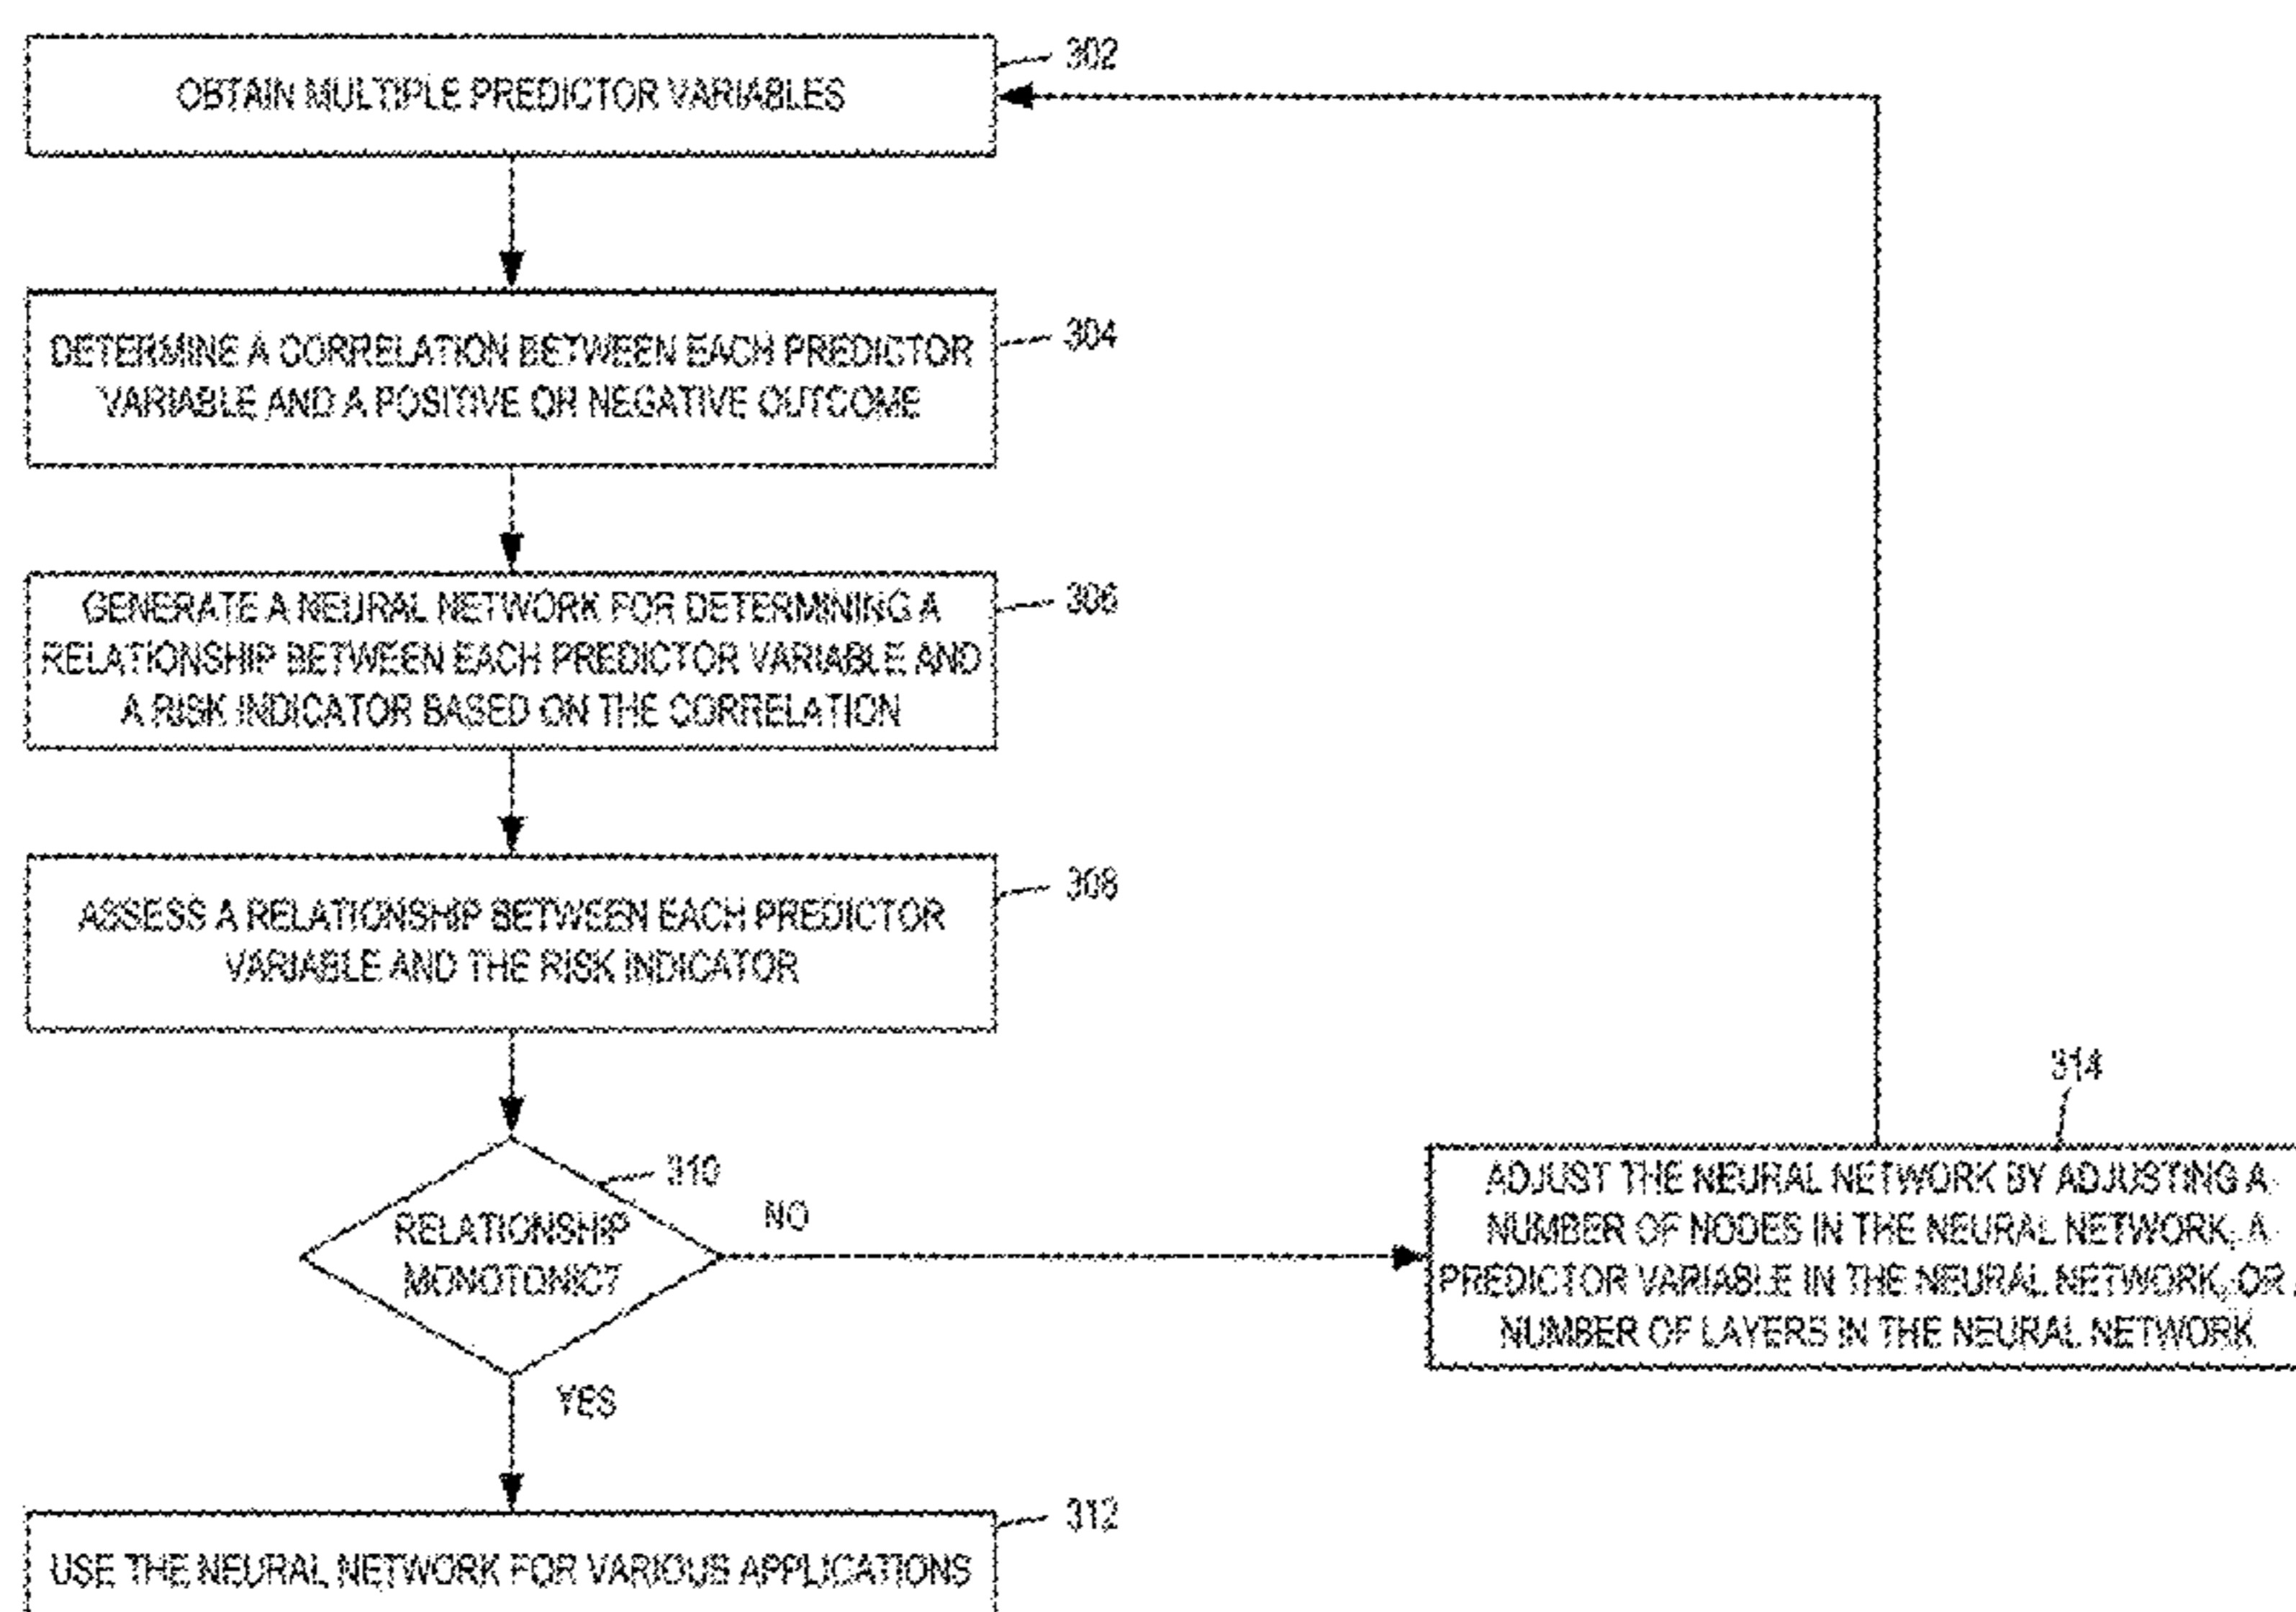 302
OBTAIN MULTIPLE PREDICTOR VARIABLES
304
DETERMINE A CORRELATION BETWEEN EACH PREDICTOR
VARIABLE AND A POSITIVE OR NEGATIVE OUTCOME
306
GENERATE A NEURAL NETWORK FOR DETERMINING A
RELATIONSHIP BETWEEN EACH PREDICTOR VARIABLE AND
A RISK INDICATOR BASED ON THE CORRELATION
308
ASSESS A RELATIONSHIP BETWEEN EACH PREDICTOR
VARIABLE AND THE RISK INDICATOR
310
RELATIONSHIP
MONOTONIC?
NO
YES
314
ADJUST THE NEURAL NETWORK BY ADJUSTING A
NUMBER OF NODES IN THE NEURAL NETWORK, A
PREDICTOR VARIABLE IN THE NEURAL NETWORK, OR
NUMBER OF LAYERS IN THE NEURAL NETWORK
312
USE THE NEURAL NETWORK FOR VARIOUS APPLICATIONS